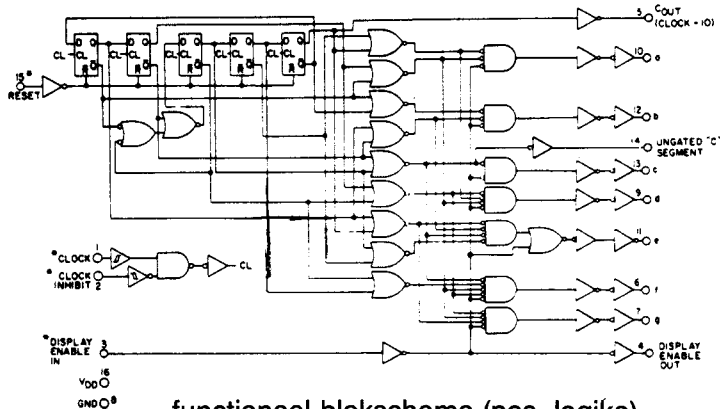 5 COUT
(CLOCK ÷ 10)
D Q D Q D Q D Q D Q
CL CL CL CL CL
Q̄ Q̄ Q̄ Q̄ Q̄
R R R R R
10 a
15 *
RESET
12 b
14 UNGATED "C"
SEGMENT
13 c
9 d
11 e
* CLOCK 1
CL
* CLOCK
INHIBIT 2
6 f
7 g
* DISPLAY
ENABLE
IN
3
4 DISPLAY
ENABLE
OUT
16
VDD
GND 8
functioneel blokschema (pos. logika)